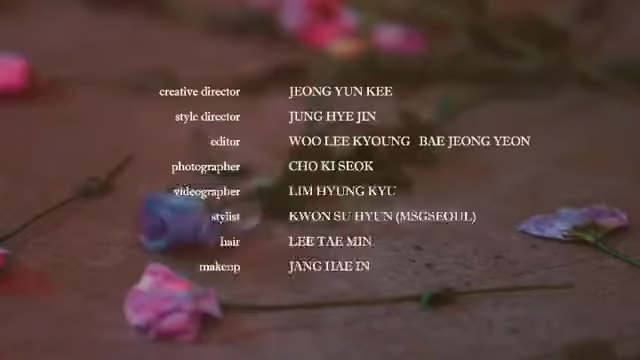 creative director JEONG YUN KEE
style director JUNG HYE JIN
editor WOO LEE KYOUNG BAE JEONG YEON
photographer CHO KI SEOK
videographer LIM HYUNG KYU
stylist KWON SU HYUN (MSGSEOUL)
hair LEE TAE MIN
makeup JANG HAE IN